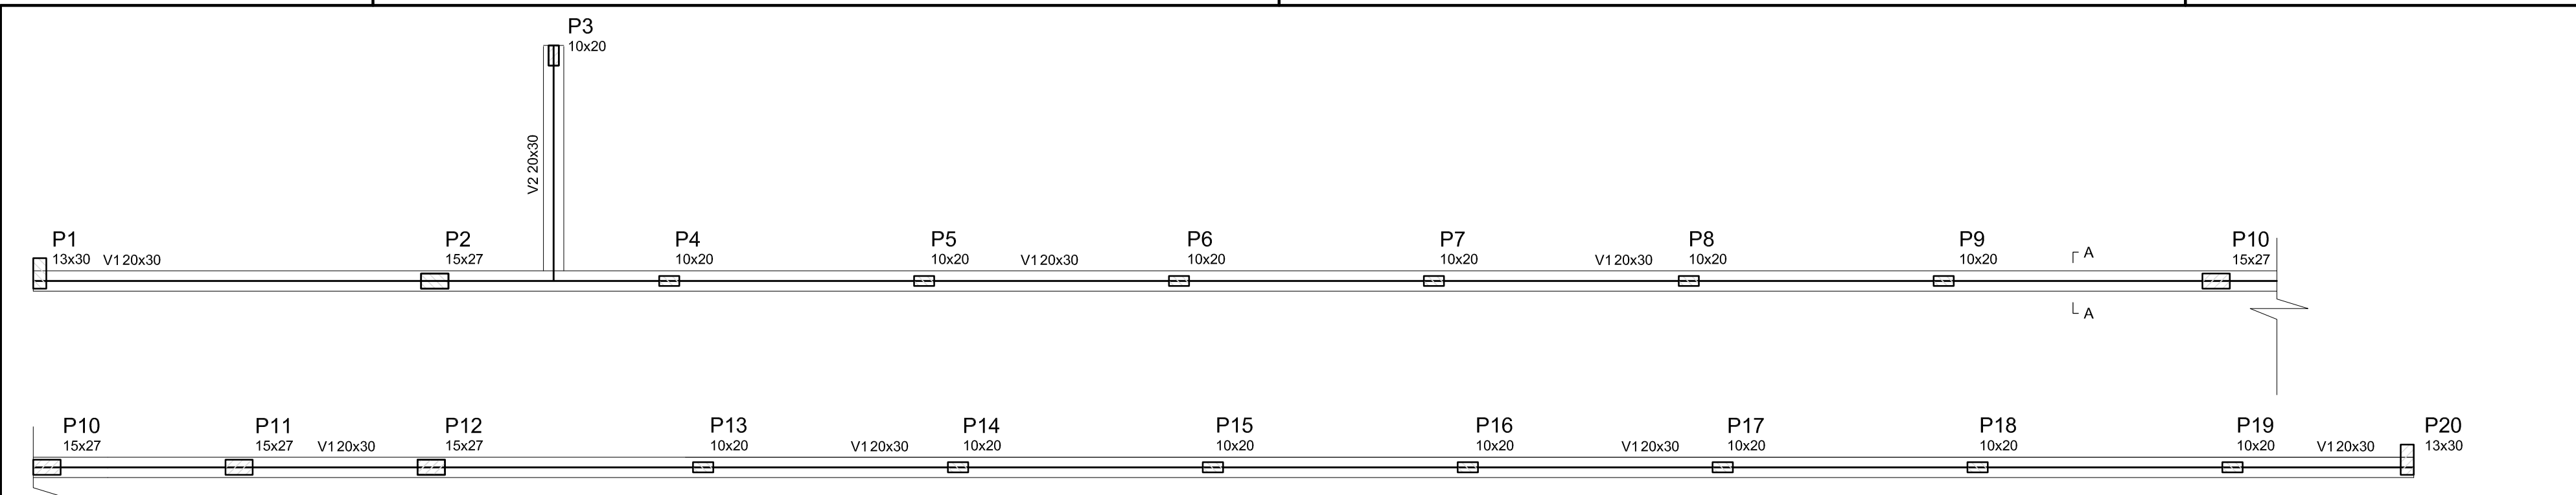 P3
10x20
V2 20x30
P1
13x30 V1 20x30
P2
15x27
P4
10x20
P5
10x20 V1 20x30
P6
10x20
P7
10x20
V1 20x30
P8
10x20
P9
10x20
A
A
P10
15x27
P10
15x27
P11
15x27 V1 20x30
P12
15x27
P13
10x20
V1 20x30
P14
10x20
P15
10x20
P16
10x20
V1 20x30
P17
10x20
P18
10x20
P19
10x20 V1 20x30
P20
13x30